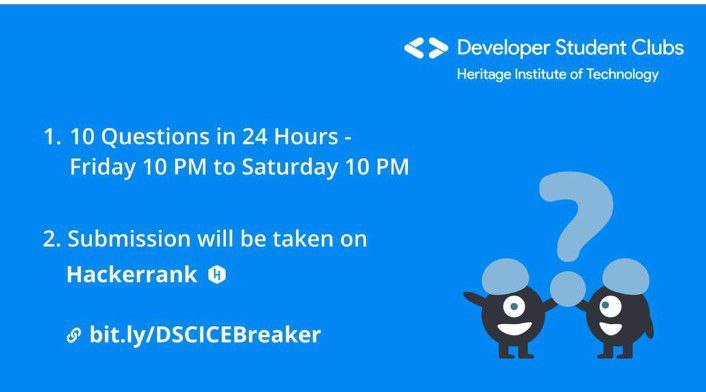 Developer Student Clubs
Heritage Institute of Technology
1. 10 Questions in 24 Hours -
Friday 10 PM to Saturday 10 PM
2. Submission will be taken on
Hackerrank H
bit.ly/DSCICEBreaker
?